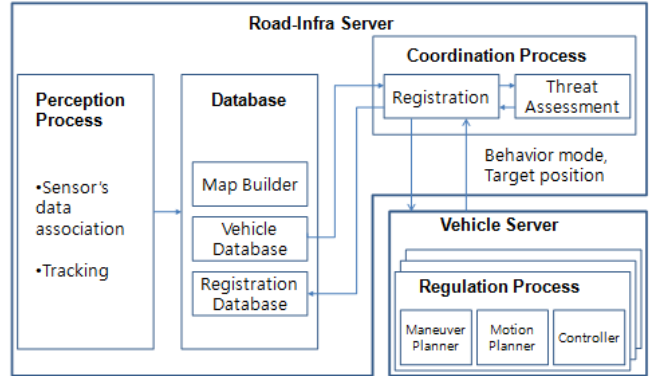 Road-Infra Server
Perception
Process
•Sensor's
data
association
•Tracking
Database
Map Builder
Vehicle
Database
Registration
Database
Coordination Process
Registration
Threat
Assessment
Behavior mode,
Target position
Vehicle Server
Regulation Process
Maneuver
Planner
Motion
Planner
Controller